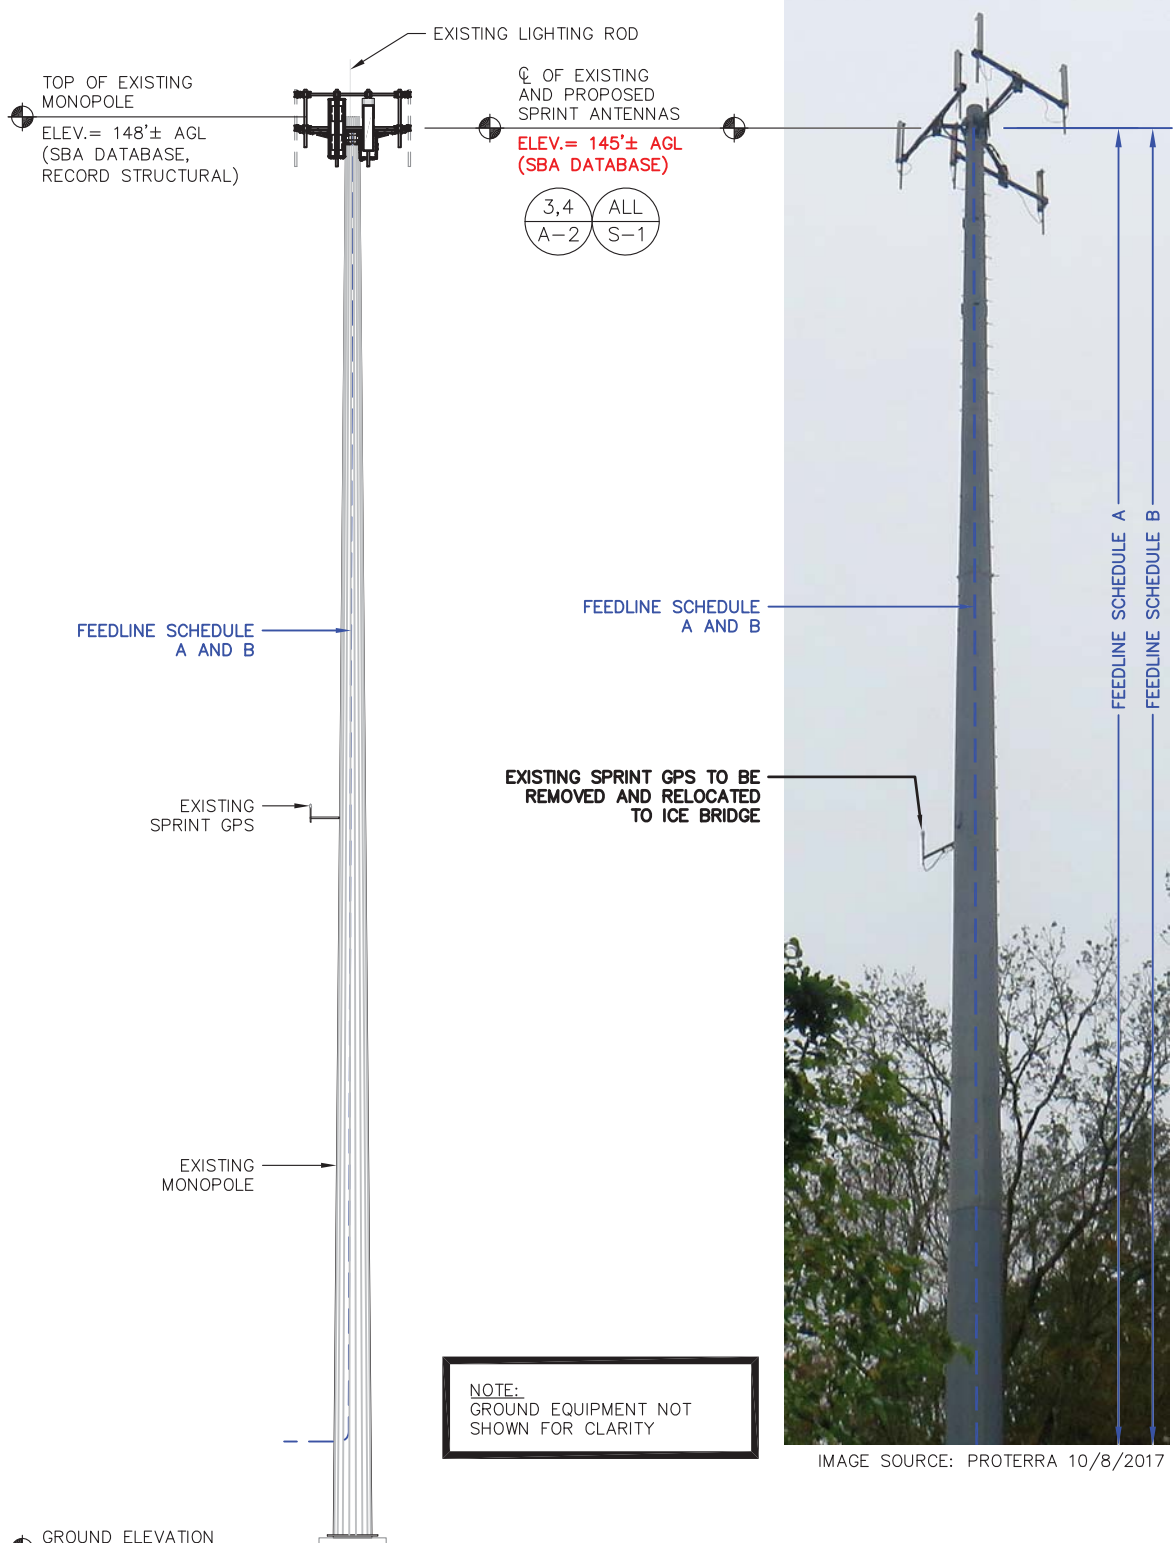 EXISTING LIGHTING ROD
TOP OF EXISTING
MONOPOLE
ELEV.= 148'± AGL
(SBA DATABASE,
RECORD STRUCTURAL)
℄ OF EXISTING
AND PROPOSED
SPRINT ANTENNAS
ELEV.= 145'± AGL
(SBA DATABASE)
3,4
A-2
ALL
S-1
FEEDLINE SCHEDULE
A AND B
FEEDLINE SCHEDULE
A AND B
FEEDLINE SCHEDULE A
FEEDLINE SCHEDULE B
EXISTING
SPRINT GPS
EXISTING SPRINT GPS TO BE
REMOVED AND RELOCATED
TO ICE BRIDGE
EXISTING
MONOPOLE
NOTE:
GROUND EQUIPMENT NOT
SHOWN FOR CLARITY
IMAGE SOURCE: PROTERRA 10/8/2017
GROUND ELEVATION